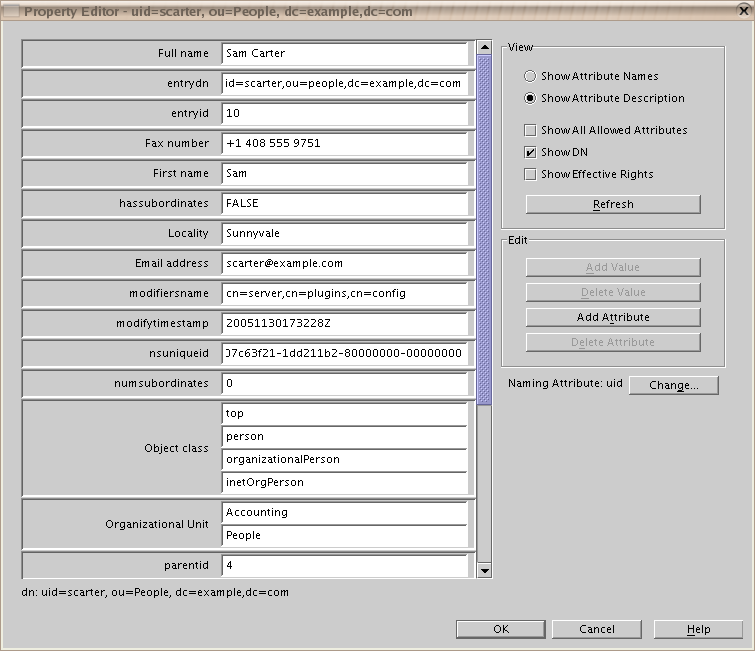 Property Editor - uid=scarter, ou=People, dc=example,dc=com
Full name Sam Carter
entrydn id=scarter,ou=people,dc=example,dc=com
entryid 10
Fax number +1 408 555 9751
First name Sam
hassubordinates FALSE
Locality Sunnyvale
Email address scarter@example.com
modifiersname cn=server,cn=plugins,cn=config
modifytimestamp 20051130173228Z
nsuniqueid 07c63f21-1dd211b2-80000000-00000000
numsubordinates 0
Object class
top
person
organizationalPerson
inetOrgPerson
Organizational Unit
Accounting
People
parentid 4
dn: uid=scarter, ou=People, dc=example,dc=com
View
Show Attribute Names
Show Attribute Description
Show All Allowed Attributes
Show DN
Show Effective Rights
Refresh
Edit
Add Value
Delete Value
Add Attribute
Delete Attribute
Naming Attribute: uid Change...
OK Cancel Help